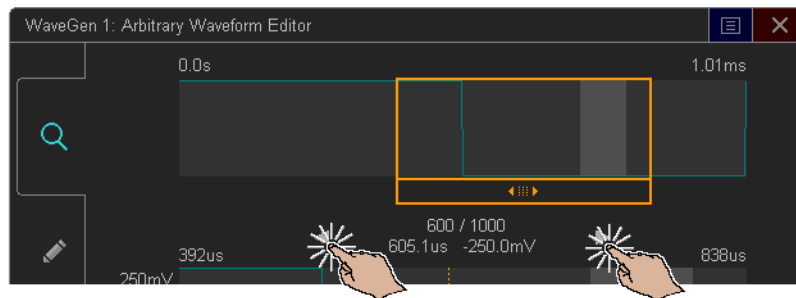 WaveGen 1: Arbitrary Waveform Editor
0.0s 1.01ms
600 / 1000
392us 605.1us -250.0mV 838us
250mV